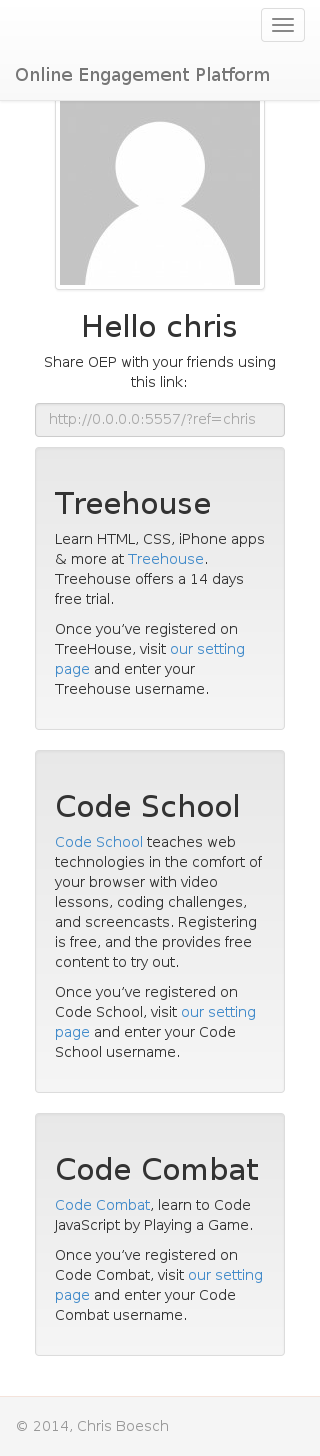 Online Engagement Platform
Hello chris
Share OEP with your friends using
this link:
http://0.0.0.0:5557/?ref=chris
Treehouse
Learn HTML, CSS, iPhone apps
& more at Treehouse.
Treehouse offers a 14 days
free trial.
Once you’ve registered on
TreeHouse, visit our setting
page and enter your
Treehouse username.
Code School
Code School teaches web
technologies in the comfort of
your browser with video
lessons, coding challenges,
and screencasts. Registering
is free, and the provides free
content to try out.
Once you’ve registered on
Code School, visit our setting
page and enter your Code
School username.
Code Combat
Code Combat, learn to Code
JavaScript by Playing a Game.
Once you’ve registered on
Code Combat, visit our setting
page and enter your Code
Combat username.
© 2014, Chris Boesch